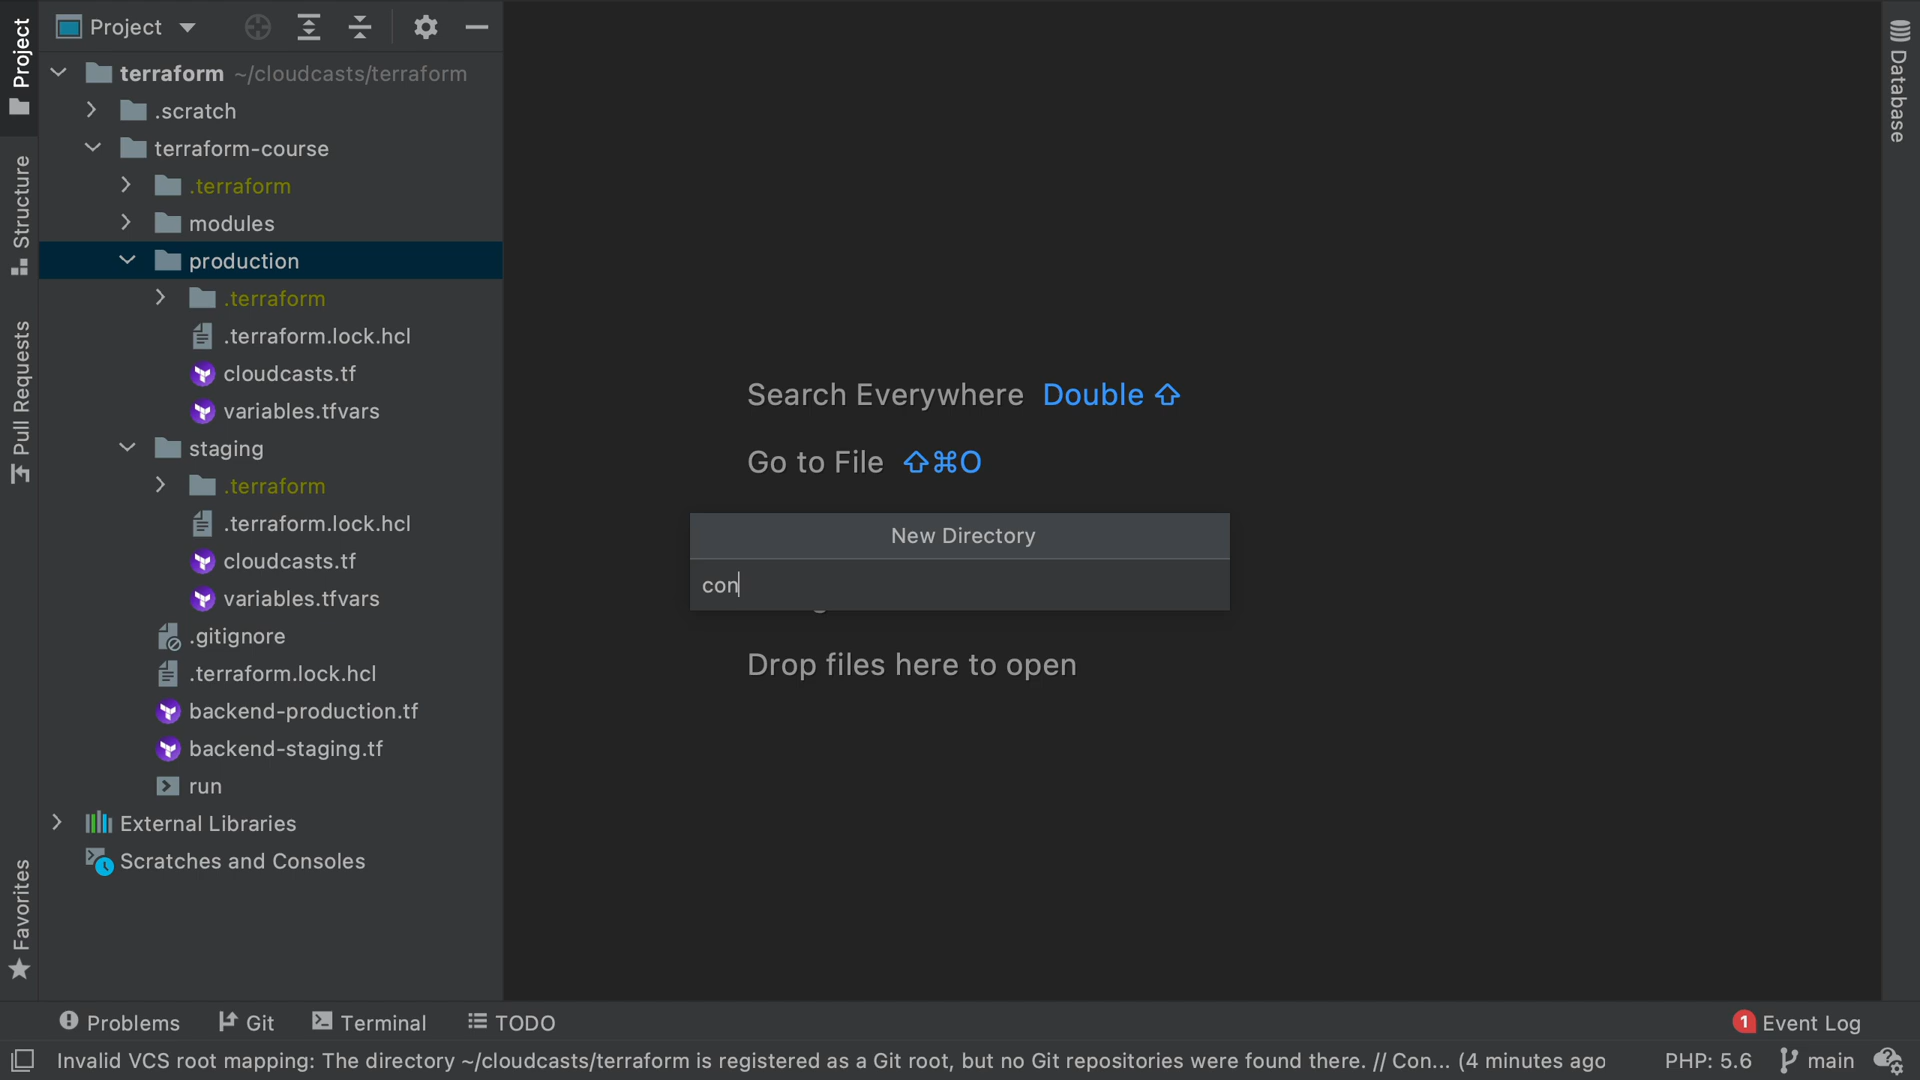 Project
terraform ~/cloudcasts/terraform
.scratch
terraform-course
.terraform
modules
production
.terraform
.terraform.lock.hcl
cloudcasts.tf
variables.tfvars
staging
.terraform
.terraform.lock.hcl
cloudcasts.tf
variables.tfvars
.gitignore
.terraform.lock.hcl
backend-production.tf
backend-staging.tf
run
External Libraries
Scratches and Consoles
Project
Structure
Pull Requests
Favorites
Search Everywhere Double ⇧
Go to File ⇧⌘O
New Directory
con
Drop files here to open
Database
Problems Git Terminal TODO
1 Event Log
Invalid VCS root mapping: The directory ~/cloudcasts/terraform is registered as a Git root, but no Git repositories were found there. // Con... (4 minutes ago
PHP: 5.6 main